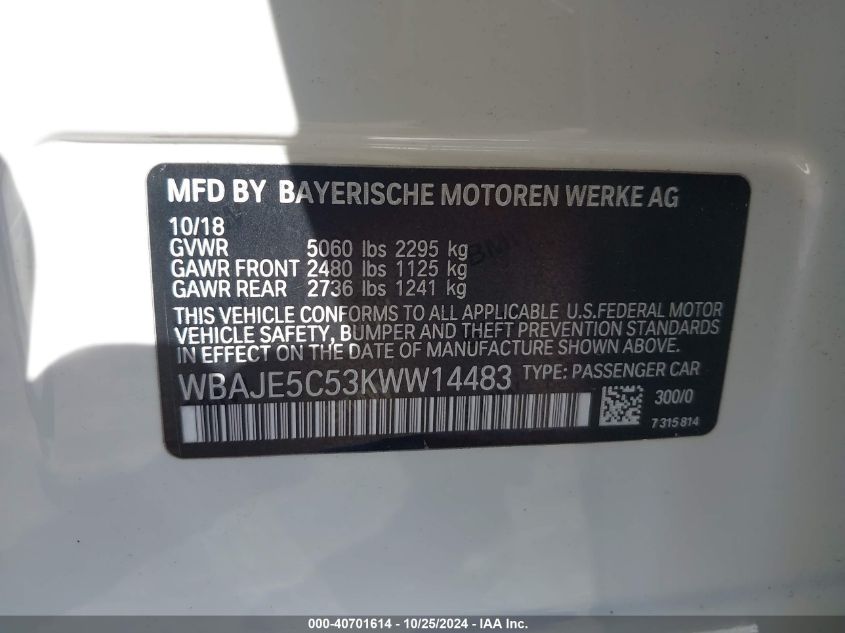 MFD BY BAYERISCHE MOTOREN WERKE AG
10/18
GVWR 5060 lbs 2295 kg
GAWR FRONT 2480 lbs 1125 kg
GAWR REAR 2736 lbs 1241 kg
THIS VEHICLE CONFORMS TO ALL APPLICABLE U.S.FEDERAL MOTOR
VEHICLE SAFETY, BUMPER AND THEFT PREVENTION STANDARDS
IN EFFECT ON THE DATE OF MANUFACTURE SHOWN ABOVE.
WBAJE5C53KWW14483 TYPE: PASSENGER CAR
300/0
7 315 814
000-40701614 - 10/25/2024 - IAA Inc.